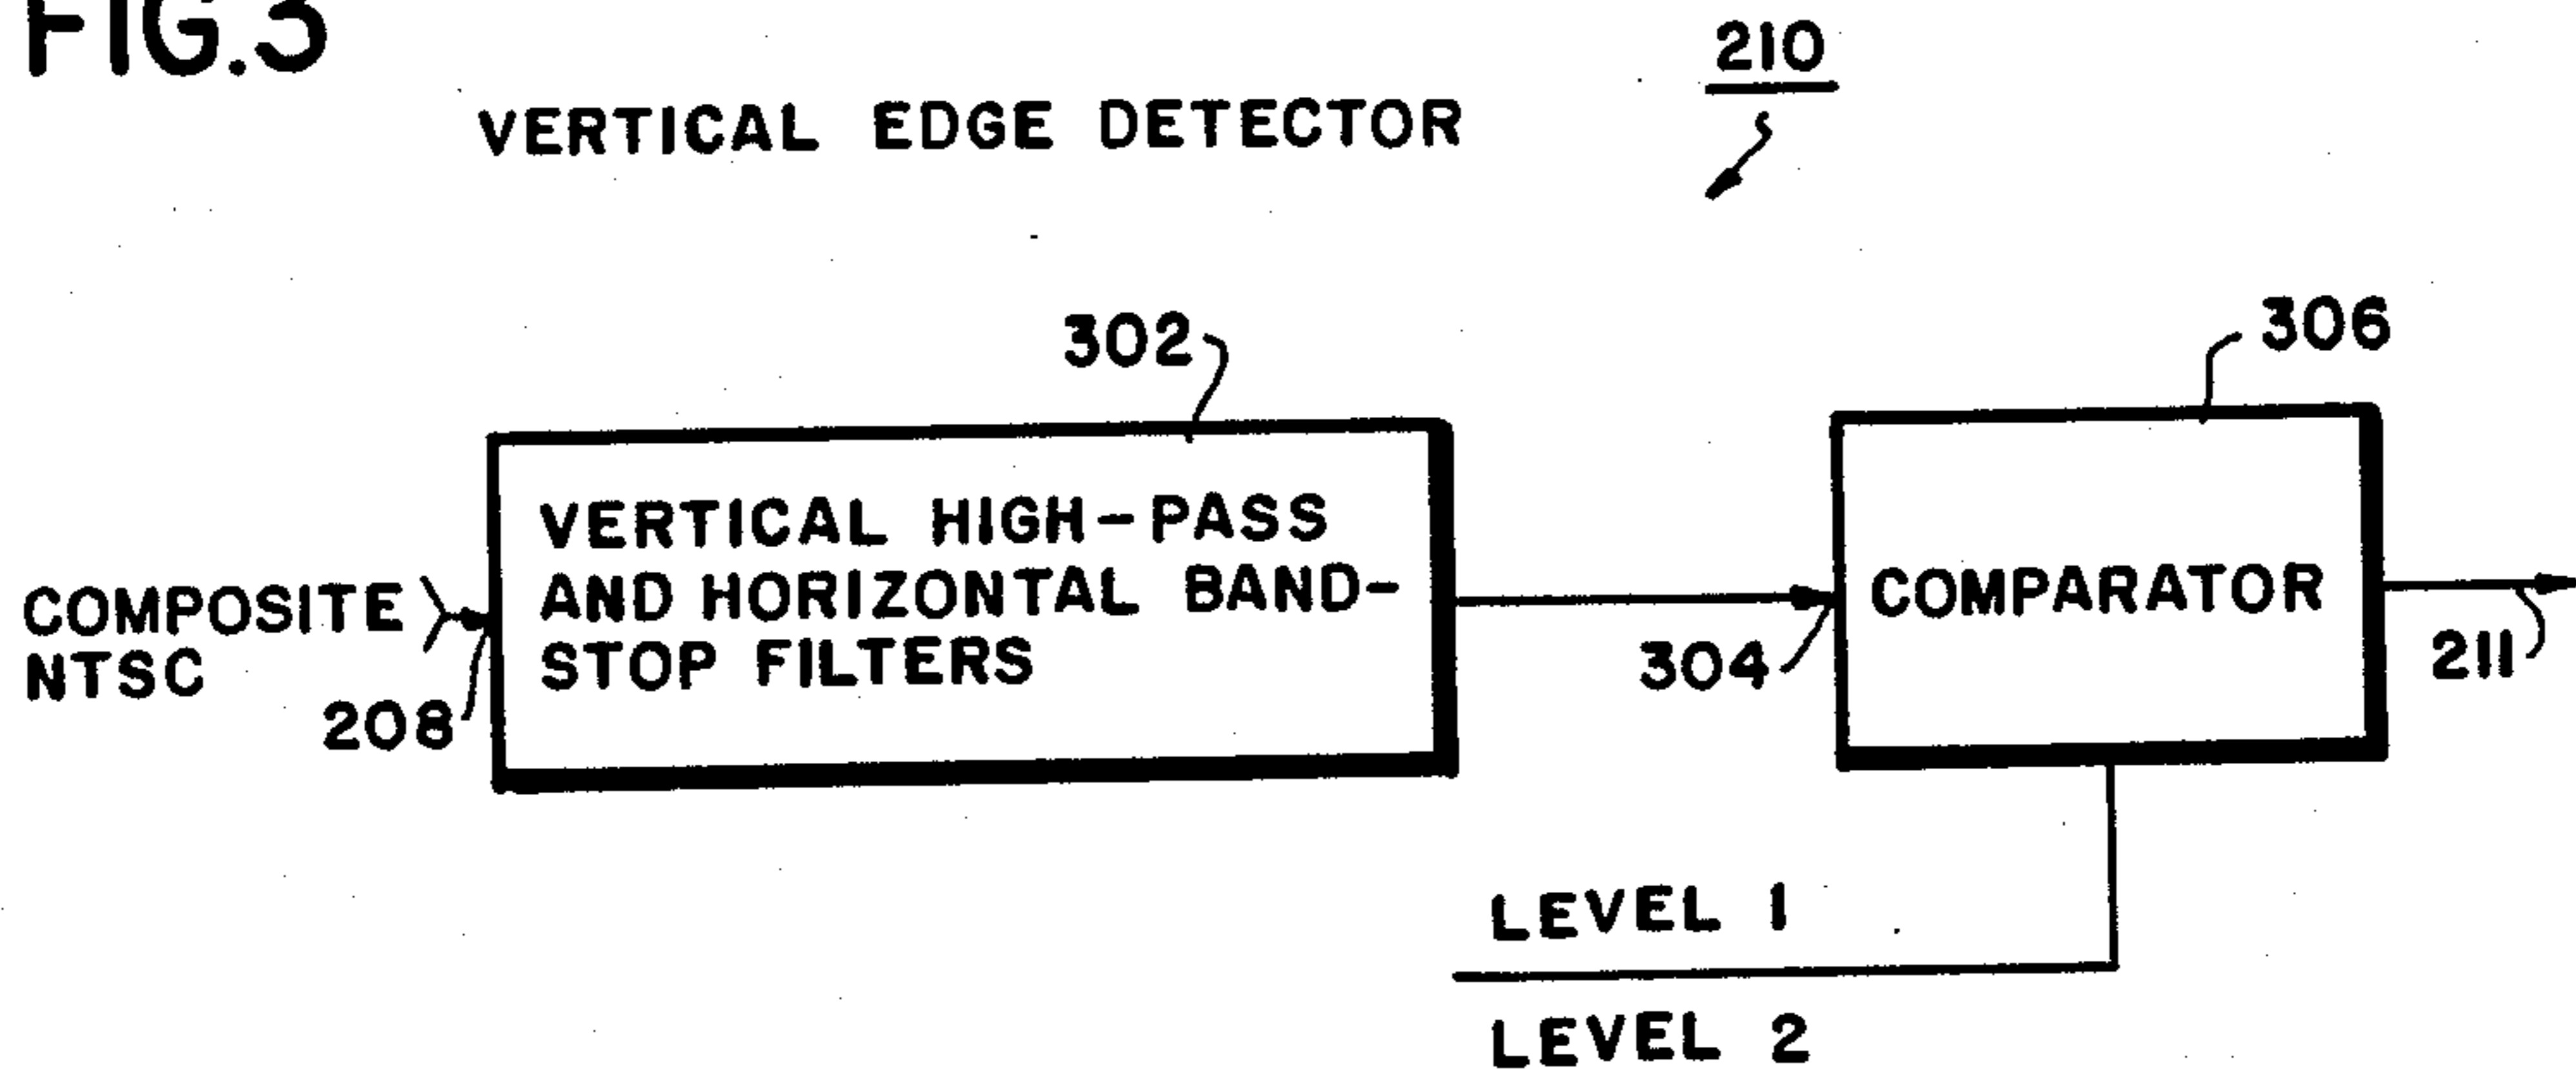 FIG.3
210
VERTICAL EDGE DETECTOR
302
306
VERTICAL HIGH-PASS
AND HORIZONTAL BAND-
STOP FILTERS
COMPOSITE
NTSC
208
304
COMPARATOR
211
LEVEL 1
LEVEL 2